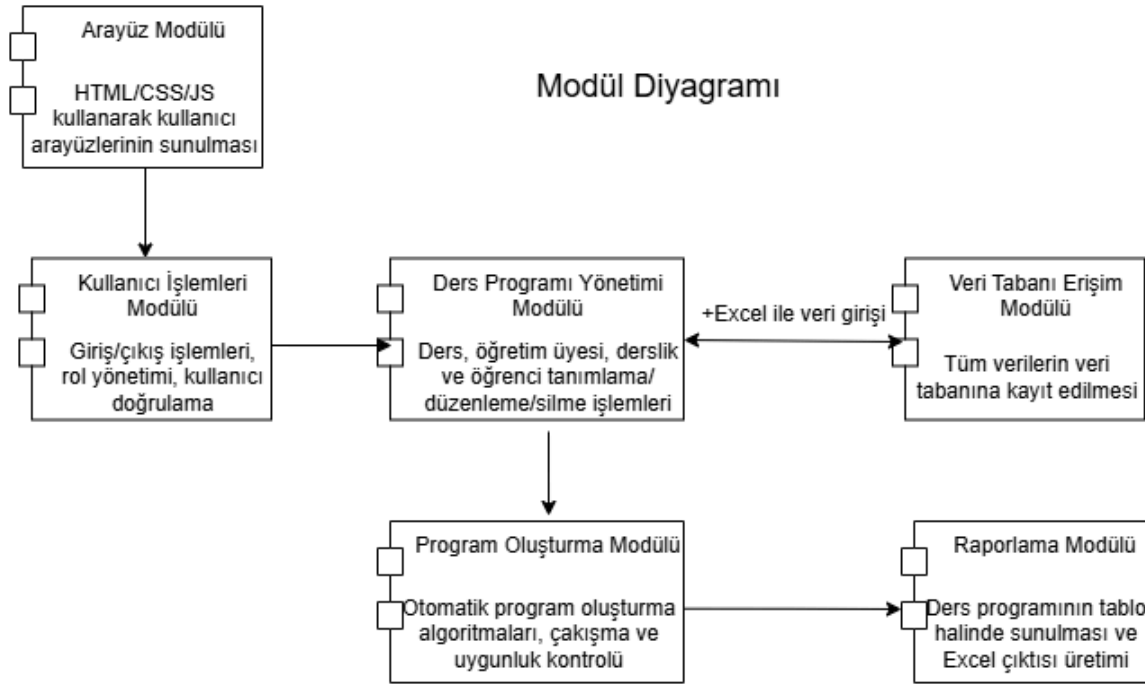 Arayüz Modülü
HTML/CSS/JS
kullanarak kullanıcı
arayüzlerinin sunulması
Modül Diyagramı
Kullanıcı İşlemleri
Modülü
Giriş/çıkış işlemleri,
rol yönetimi, kullanıcı
doğrulama
Ders Programı Yönetimi
Modülü
Ders, öğretim üyesi, derslik
ve öğrenci tanımlama/
düzenleme/silme işlemleri
+Excel ile veri girişi
Veri Tabanı Erişim
Modülü
Tüm verilerin veri
tabanına kayıt edilmesi
Program Oluşturma Modülü
Otomatik program oluşturma
algoritmaları, çakışma ve
uygunluk kontrolü
Raporlama Modülü
Ders programının tablo
halinde sunulması ve
Excel çıktısı üretimi